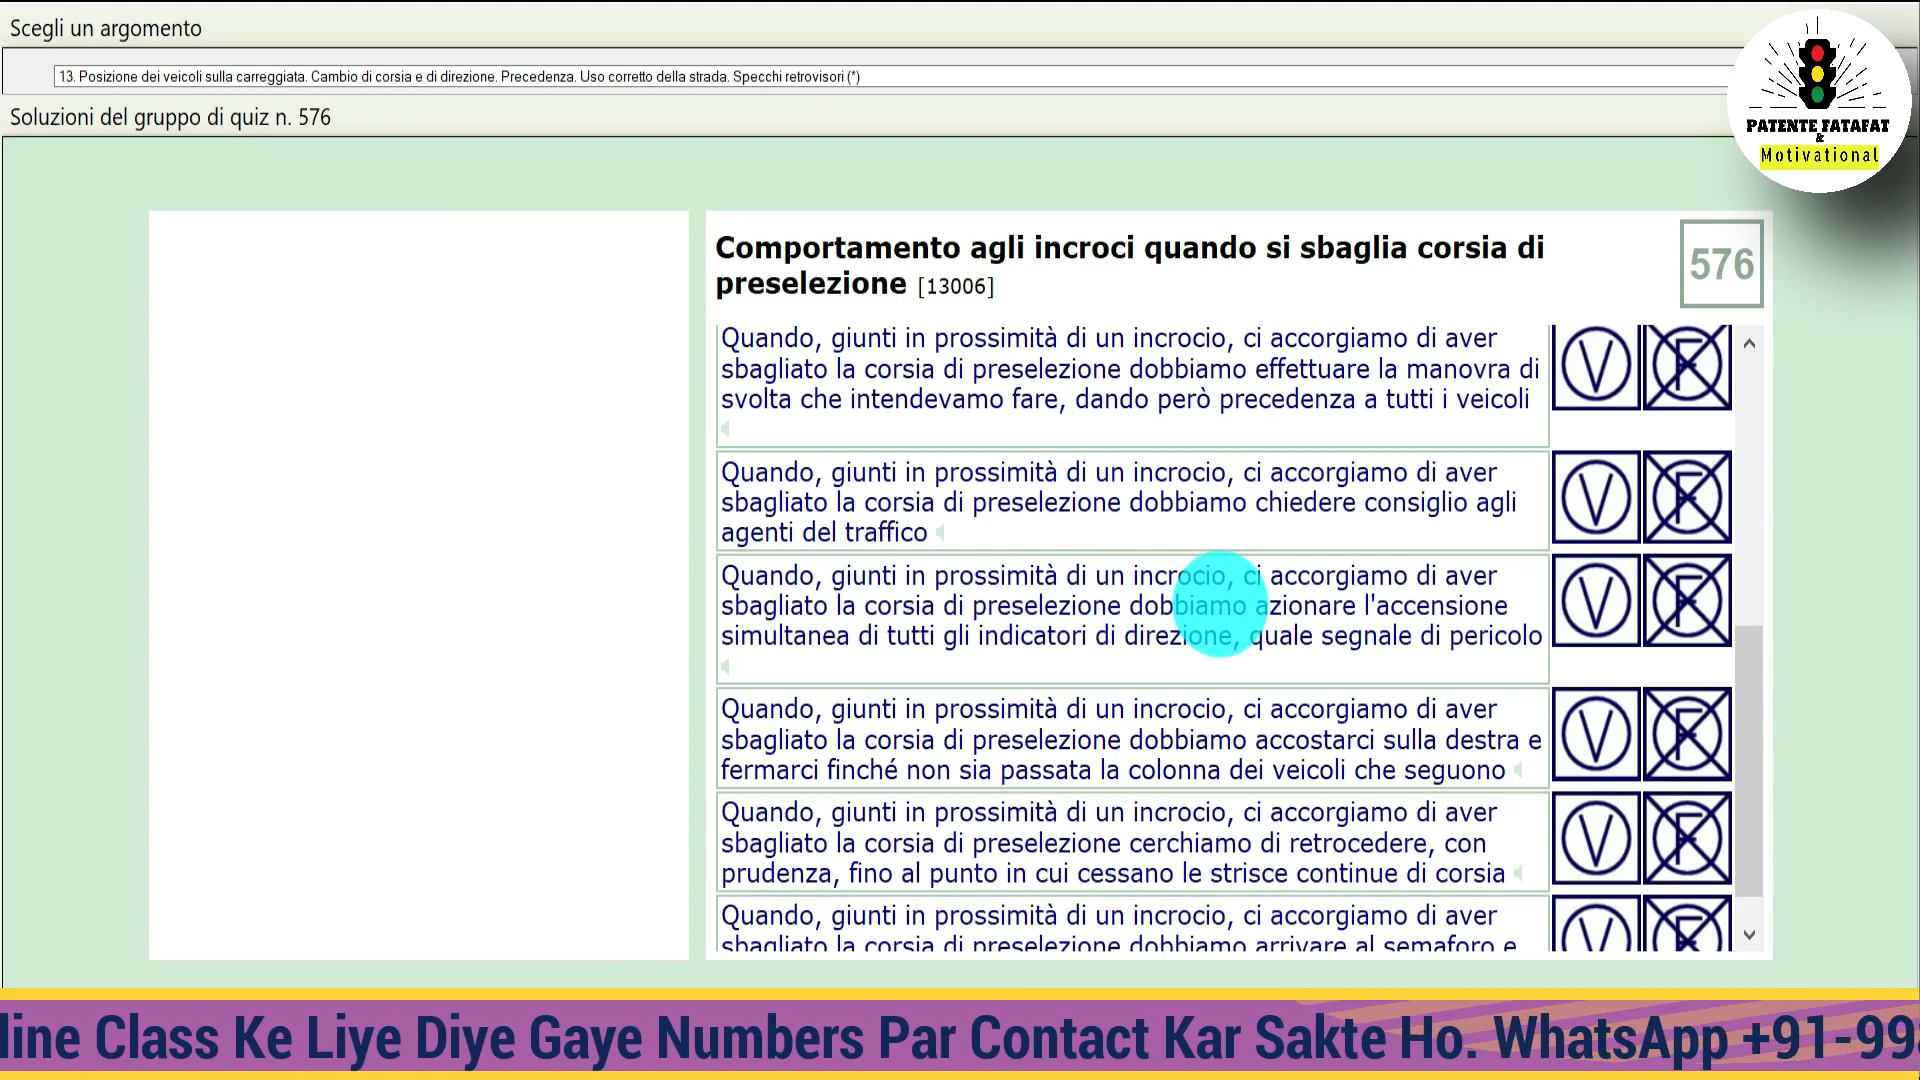 Scegli un argomento
13. Posizione dei veicoli sulla carreggiata. Cambio di corsia e di direzione. Precedenza. Uso corretto della strada. Specchi retrovisori (*)
Soluzioni del gruppo di quiz n. 576
PATENTE FATAFAT
&
Motivational
Comportamento agli incroci quando si sbaglia corsia di
preselezione [13006]
576
Quando, giunti in prossimità di un incrocio, ci accorgiamo di aver
sbagliato la corsia di preselezione dobbiamo effettuare la manovra di
svolta che intendevamo fare, dando però precedenza a tutti i veicoli
V F
Quando, giunti in prossimità di un incrocio, ci accorgiamo di aver
sbagliato la corsia di preselezione dobbiamo chiedere consiglio agli
agenti del traffico
V F
Quando, giunti in prossimità di un incrocio, ci accorgiamo di aver
sbagliato la corsia di preselezione dobbiamo azionare l'accensione
simultanea di tutti gli indicatori di direzione, quale segnale di pericolo
V F
Quando, giunti in prossimità di un incrocio, ci accorgiamo di aver
sbagliato la corsia di preselezione dobbiamo accostarci sulla destra e
fermarci finché non sia passata la colonna dei veicoli che seguono
V F
Quando, giunti in prossimità di un incrocio, ci accorgiamo di aver
sbagliato la corsia di preselezione cerchiamo di retrocedere, con
prudenza, fino al punto in cui cessano le strisce continue di corsia
V F
Quando, giunti in prossimità di un incrocio, ci accorgiamo di aver
sbagliato la corsia di preselezione dobbiamo arrivare al semaforo e
V F
line Class Ke Liye Diye Gaye Numbers Par Contact Kar Sakte Ho. WhatsApp +91-99